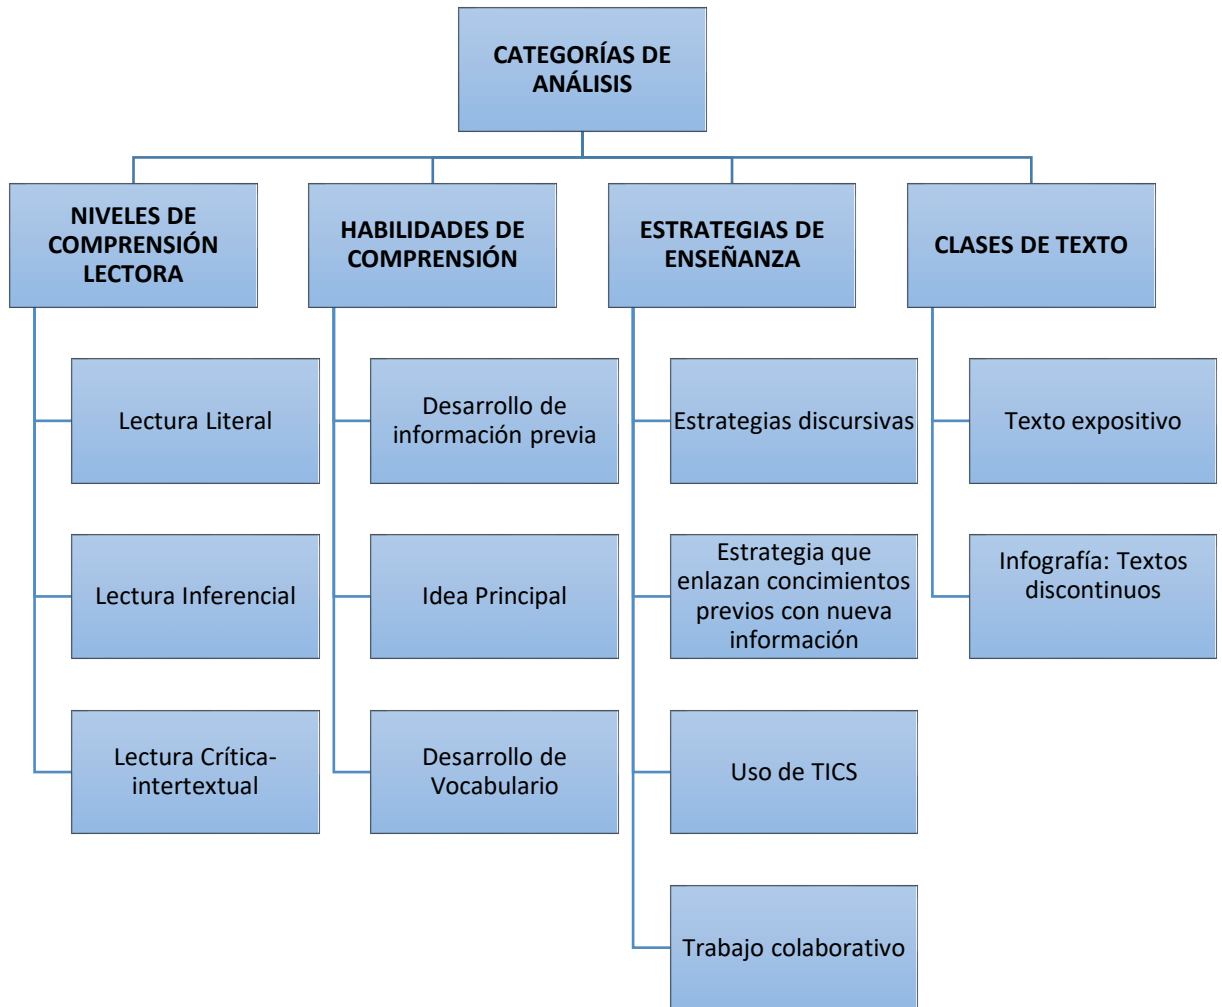 CATEGORÍAS DE
ANÁLISIS
NIVELES DE
COMPRENSIÓN
LECTORA
Lectura Literal
Lectura Inferencial
Lectura Crítica-
intertextual
HABILIDADES DE
COMPRENSIÓN
Desarrollo de
información previa
Idea Principal
Desarrollo de
Vocabulario
ESTRATEGIAS DE
ENSEÑANZA
Estrategias discursivas
Estrategia que
enlazan concimientos
previos con nueva
información
Uso de TICS
Trabajo colaborativo
CLASES DE TEXTO
Texto expositivo
Infografía: Textos
discontinuos